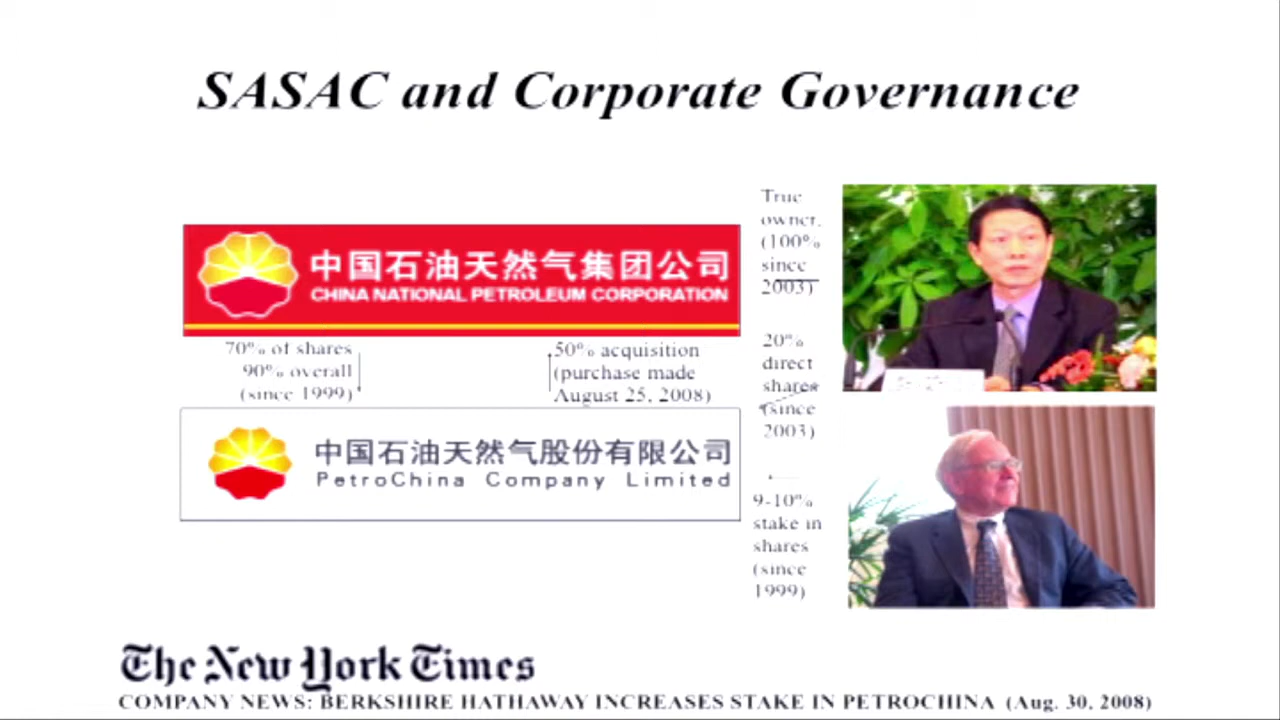 SASAC and Corporate Governance
中国石油天然气集团公司
CHINA NATIONAL PETROLEUM CORPORATION
True
owner.
(100%
since
2003)
70% of shares
90% overall
(since 1999)
50% acquisition
(purchase made
August 25, 2008)
20%
direct
shares
(since
2003)
中国石油天然气股份有限公司
PetroChina Company Limited
9-10%
stake in
shares
(since
1999)
The New York Times
COMPANY NEWS: BERKSHIRE HATHAWAY INCREASES STAKE IN PETROCHINA (Aug. 30, 2008)